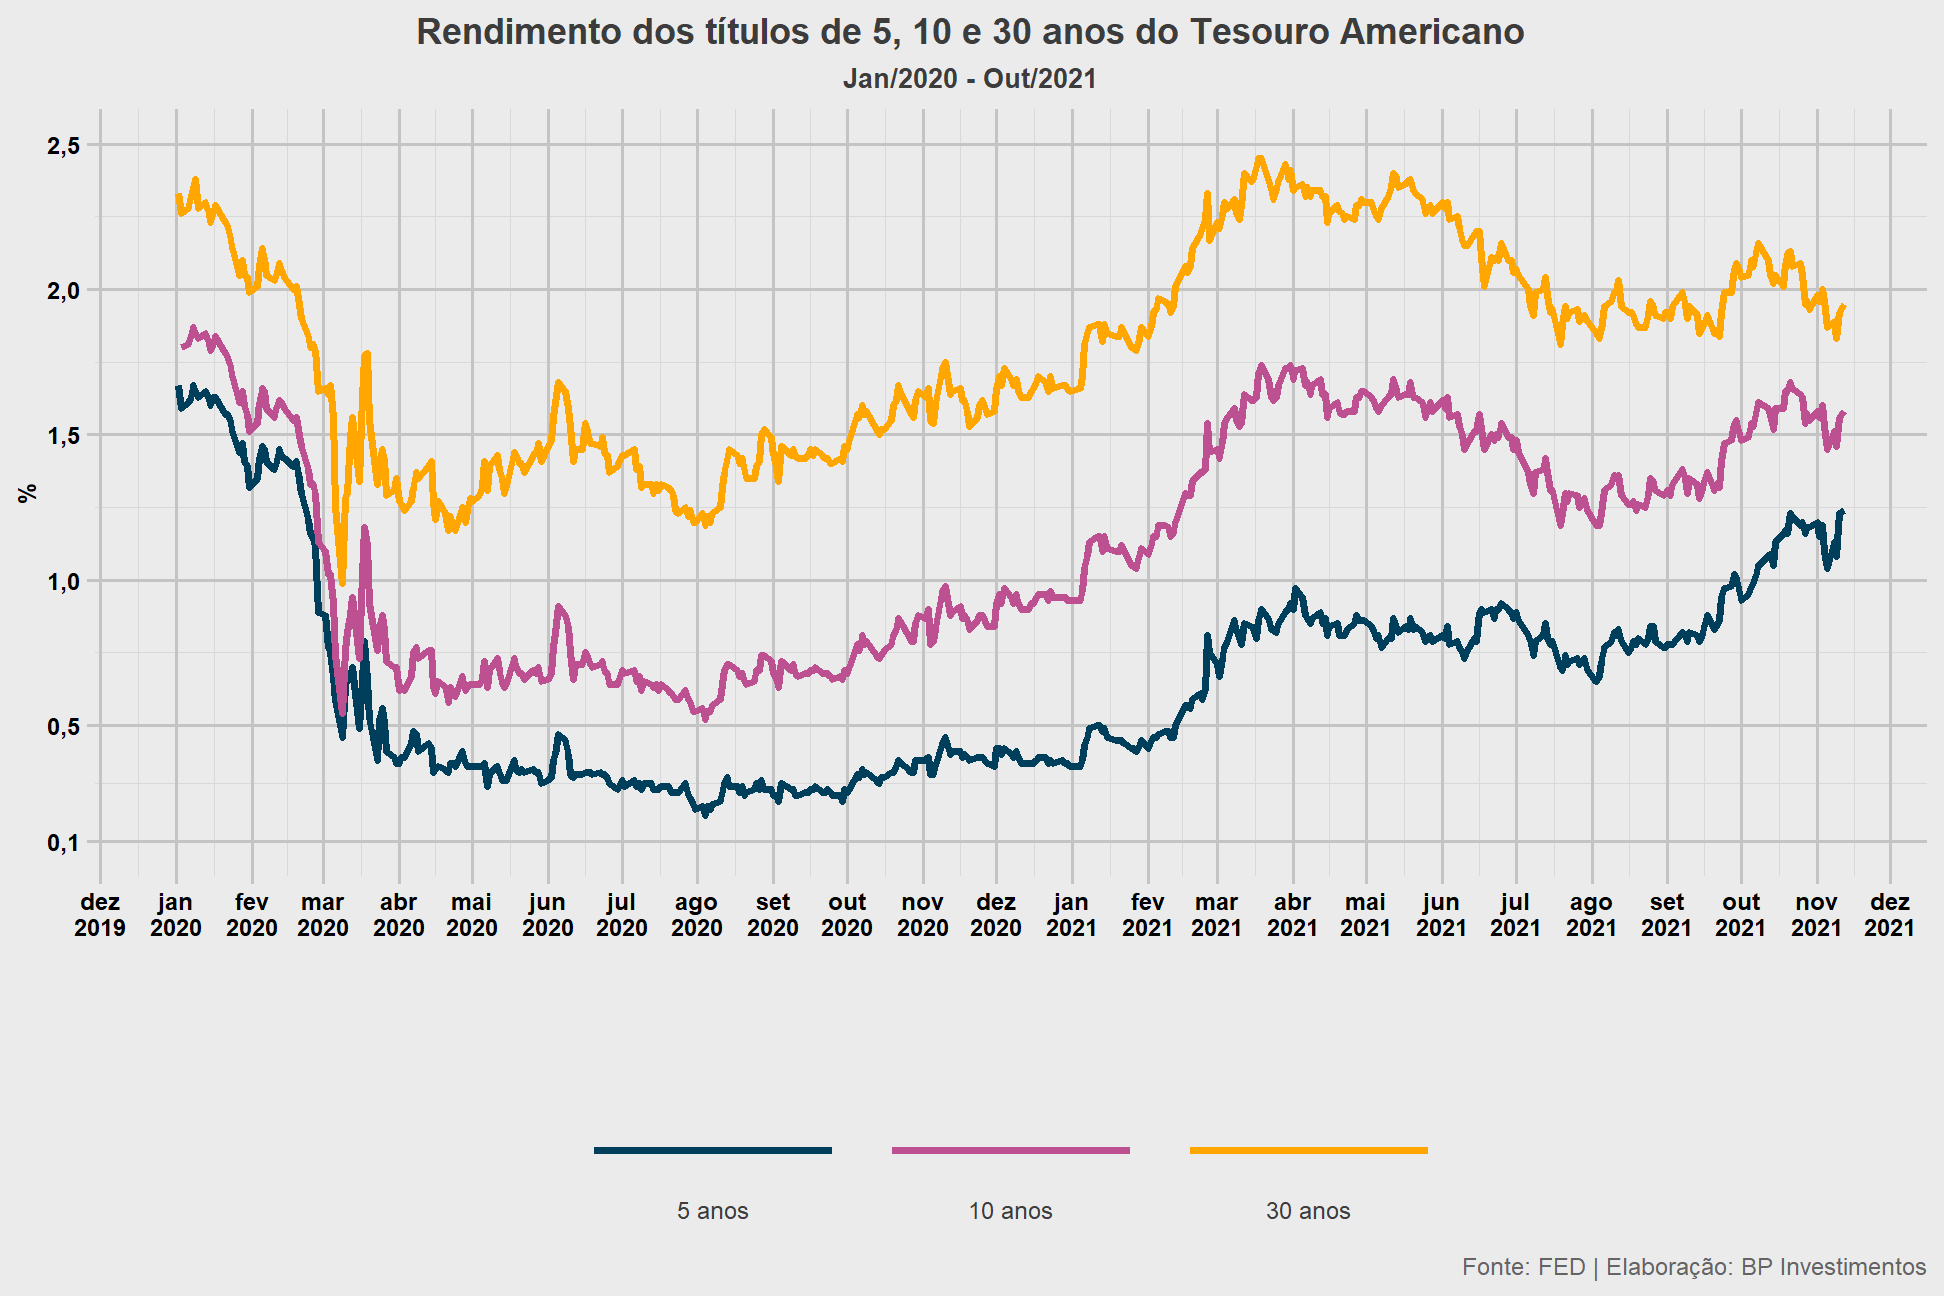 Rendimento dos títulos de 5, 10 e 30 anos do Tesouro Americano
Jan/2020 - Out/2021
2,5
2,0
1,5
1,0
0,5
0,1
%
dez jan fev mar abr mai jun jul ago set out nov dez jan fev mar abr mai jun jul ago set out nov dez
2019 2020 2020 2020 2020 2020 2020 2020 2020 2020 2020 2020 2020 2021 2021 2021 2021 2021 2021 2021 2021 2021 2021 2021 2021
5 anos 10 anos 30 anos
Fonte: FED | Elaboração: BP Investimentos